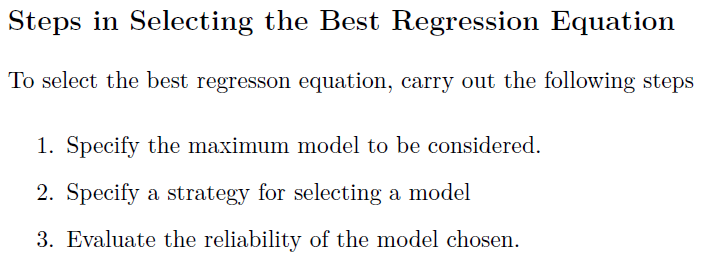 Steps in Selecting the Best Regression Equation
To select the best regresson equation, carry out the following steps
1. Specify the maximum model to be considered.
2. Specify a strategy for selecting a model
3. Evaluate the reliability of the model chosen.